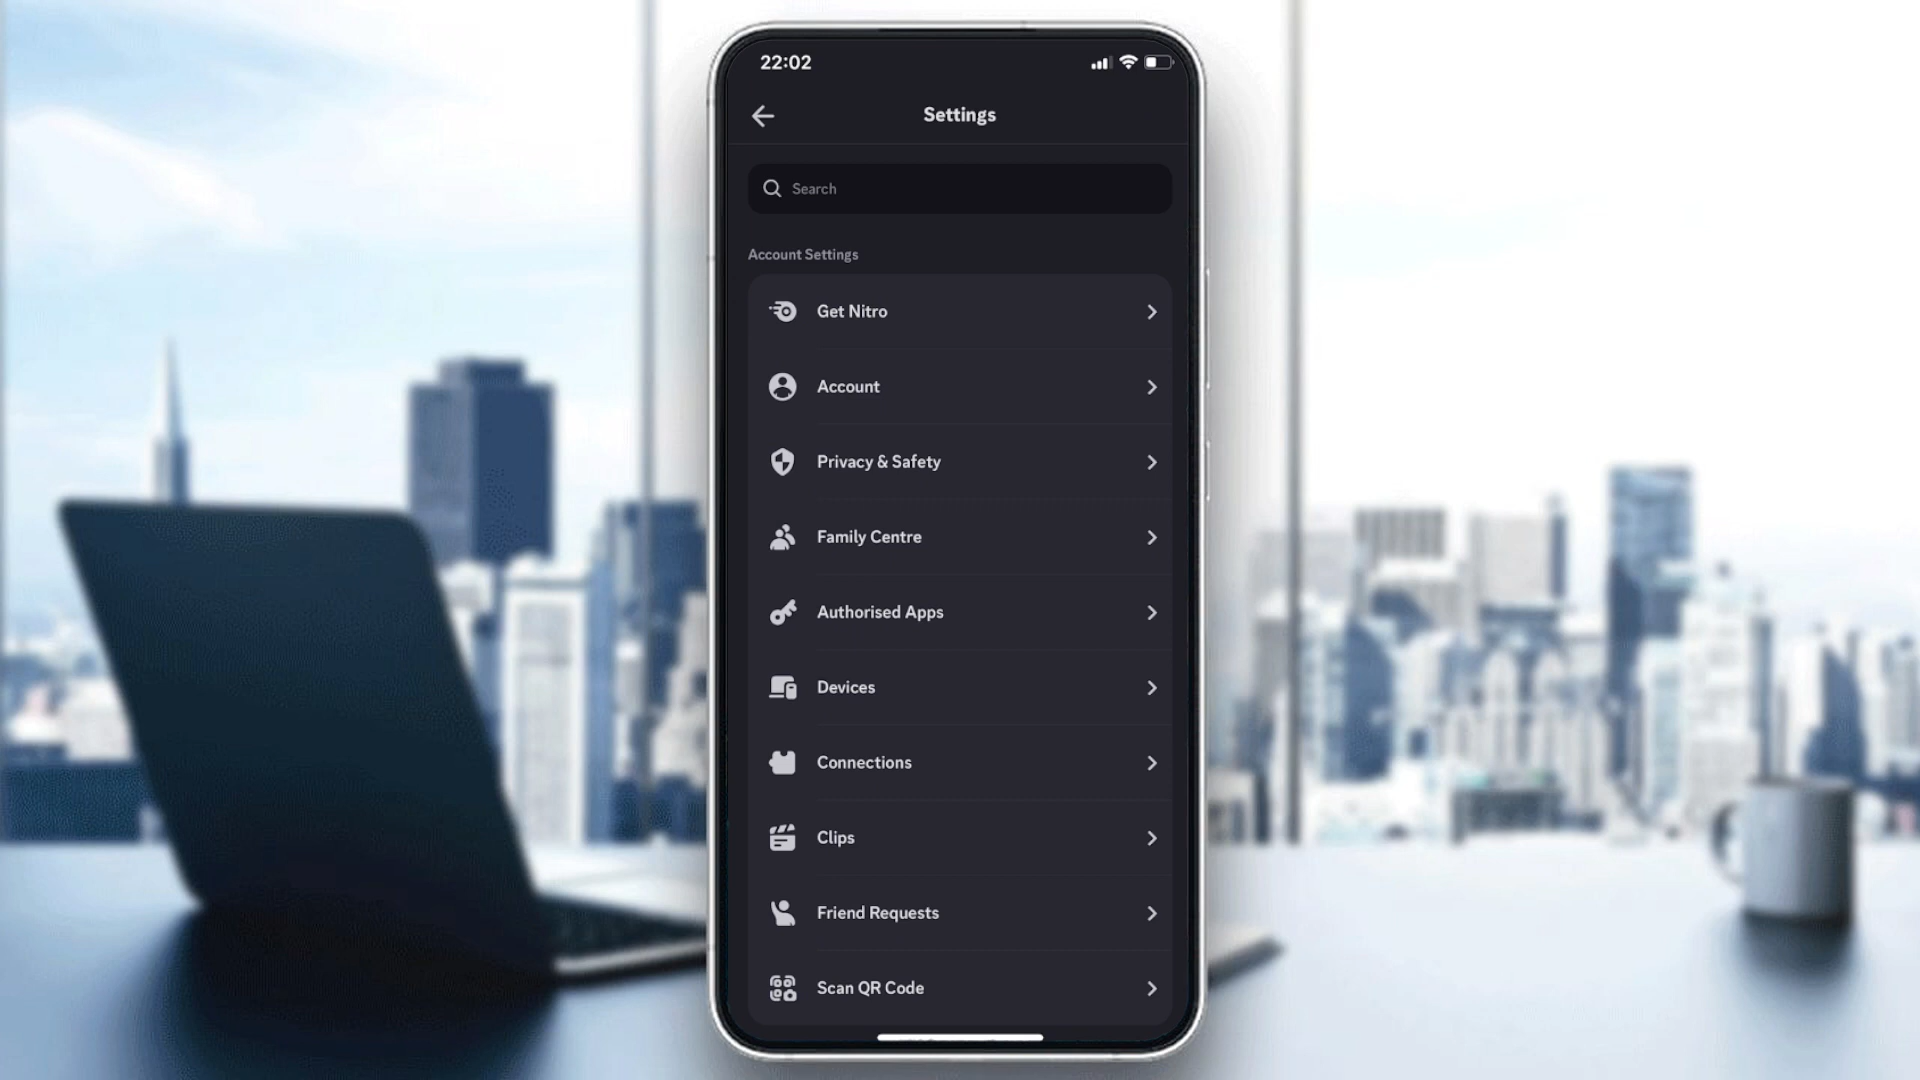 22:02
Settings
Search
Account Settings
Get Nitro
Account
Privacy & Safety
Family Centre
Authorised Apps
Devices
Connections
Clips
Friend Requests
Scan QR Code